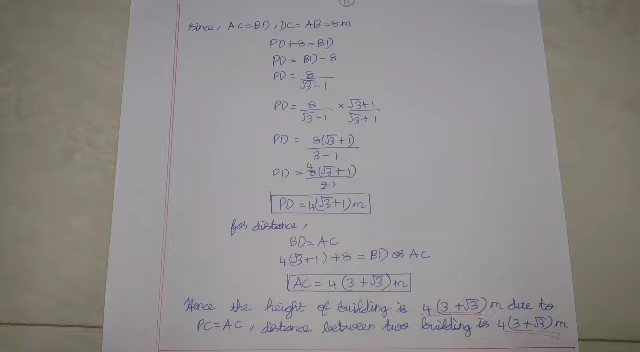 Since, AC=BD, DC=AB=8m
PD+8=BD
PD=BD-8
PD=8/√3-1
PD=8/√3-1 × √3+1/√3+1
PD=8(√3+1)/3-1
PD=4 8(√3+1)/2
PD=4(√3+1)m
for distance,
BD=AC
4(√3+1)+8=BD or AC
AC=4(3+√3)m
Hence the height of building is 4(3+√3)m due to
PC=AC, distance between two building is 4(3+√3)m